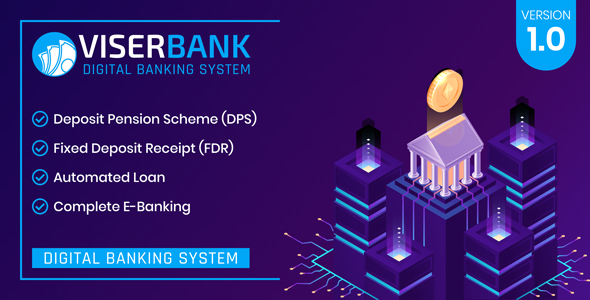 VISERBANK
DIGITAL BANKING SYSTEM
Deposit Pension Scheme (DPS)
Fixed Deposit Receipt (FDR)
Automated Loan
Complete E-Banking
DIGITAL BANKING SYSTEM
VERSION
1.0